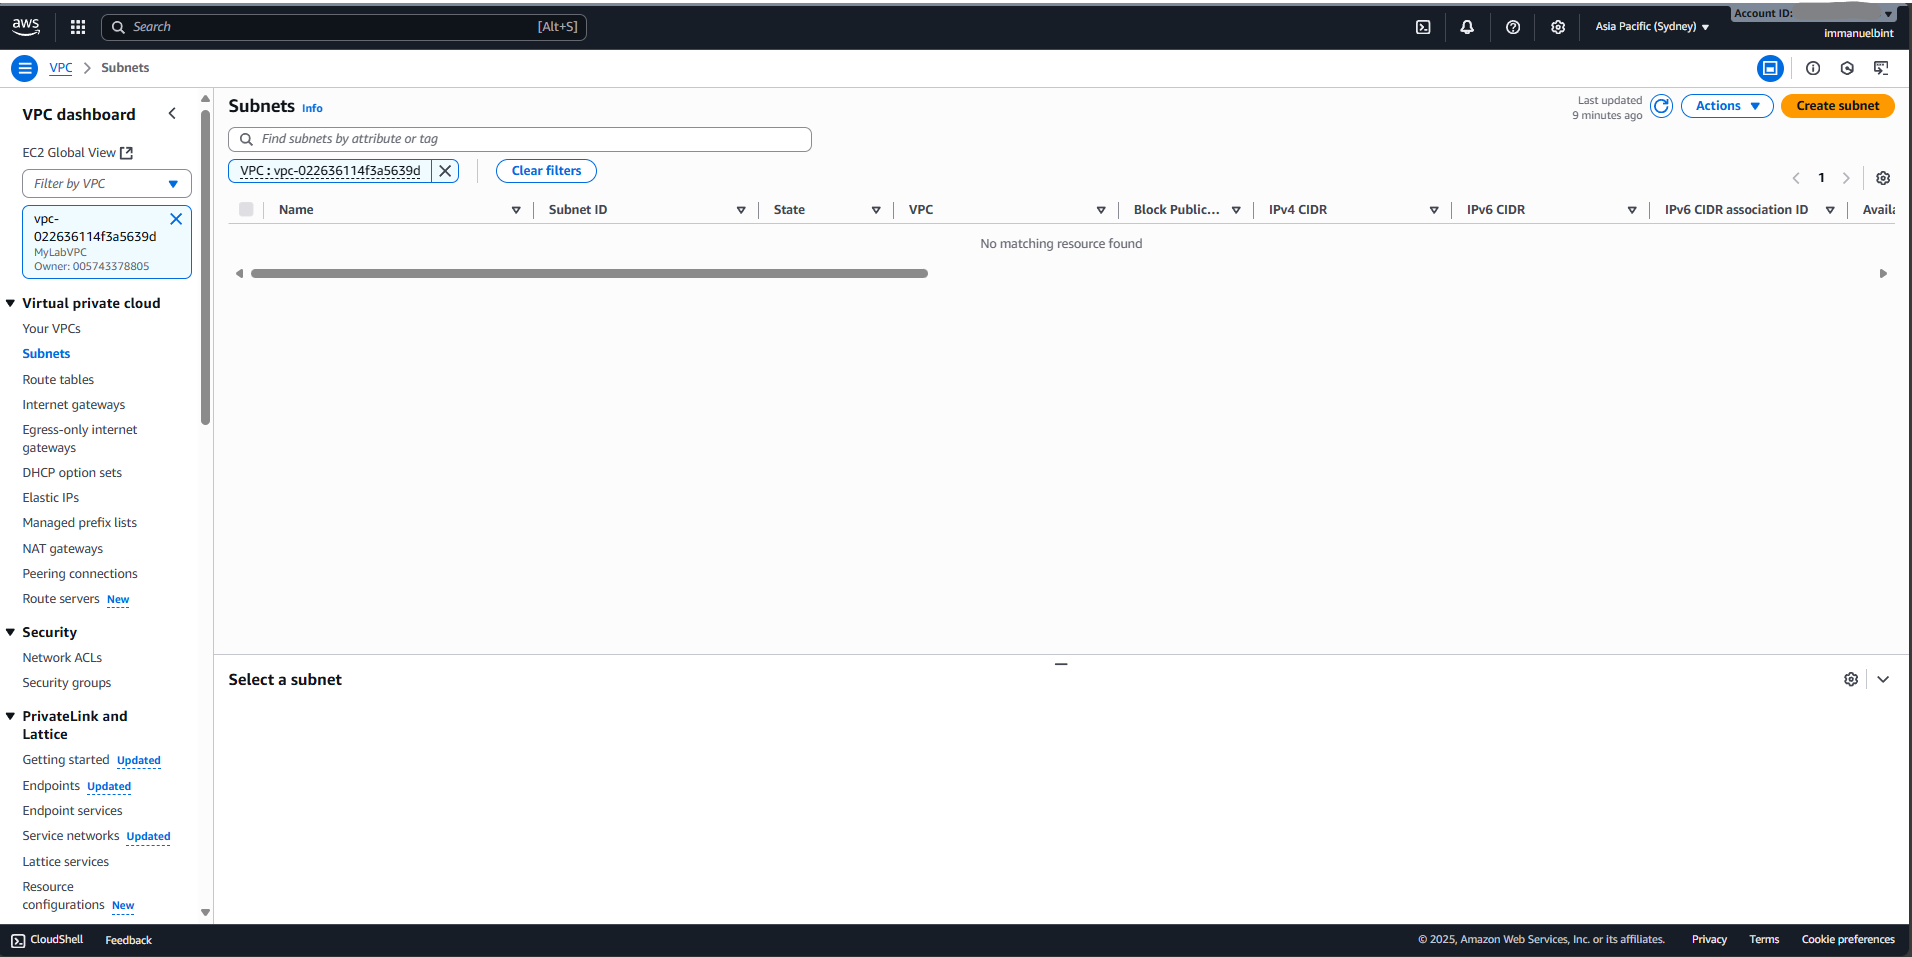 aws
Search [Alt+S]
Asia Pacific (Sydney)
Account ID:
immanuelbint
VPC > Subnets
VPC dashboard
EC2 Global View
Filter by VPC
vpc-
022636114f3a5639d
MyLabVPC
Owner: 005743378805
Virtual private cloud
Your VPCs
Subnets
Route tables
Internet gateways
Egress-only internet
gateways
DHCP option sets
Elastic IPs
Managed prefix lists
NAT gateways
Peering connections
Route servers New
Security
Network ACLs
Security groups
PrivateLink and
Lattice
Getting started Updated
Endpoints Updated
Endpoint services
Service networks Updated
Lattice services
Resource
configurations New
Subnets Info
Last updated
9 minutes ago
Actions
Create subnet
Find subnets by attribute or tag
VPC : vpc-022636114f3a5639d
Clear filters
1
Name Subnet ID State VPC Block Public... IPv4 CIDR IPv6 CIDR IPv6 CIDR association ID Availa
No matching resource found
Select a subnet
CloudShell Feedback
© 2025, Amazon Web Services, Inc. or its affiliates. Privacy Terms Cookie preferences